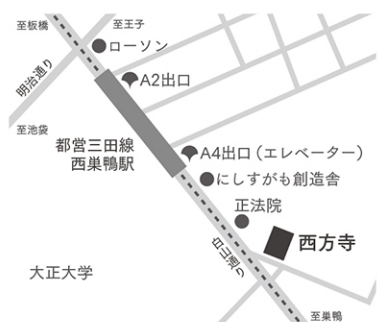 至板橋
至王子
ローソン
明治通り
A2出口
至池袋
都営三田線
西巣鴨駅
A4出口（エレベーター）
にしすがも創造舎
正法院
西方寺
白山通り
大正大学
至巣鴨